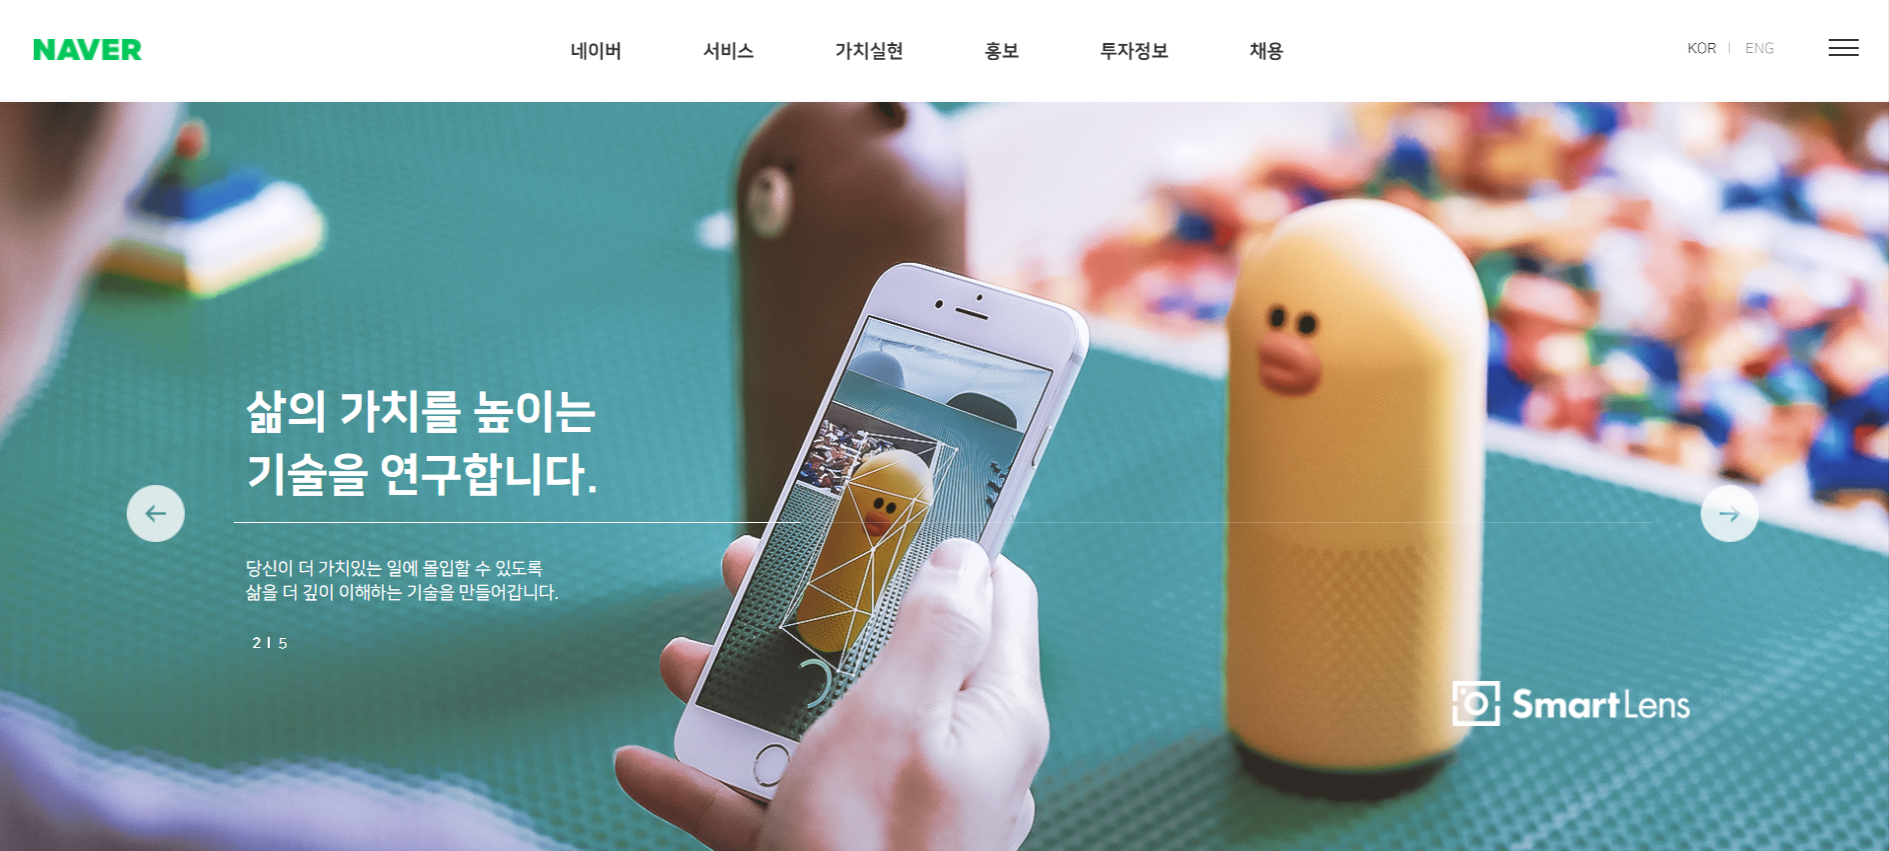 NAVER
네이버 서비스 가치실현 홍보 투자정보 채용
KOR | ENG
삶의 가치를 높이는
기술을 연구합니다.
당신이 더 가치있는 일에 몰입할 수 있도록
삶을 더 깊이 이해하는 기술을 만들어갑니다.
2 | 5
SmartLens